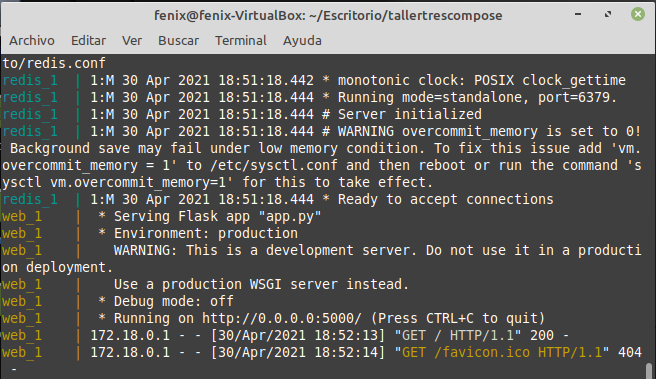 fenix@fenix-VirtualBox: ~/Escritorio/tallertrescompose
Archivo Editar Ver Buscar Terminal Ayuda
to/redis.conf
redis_1 | 1:M 30 Apr 2021 18:51:18.442 * monotonic clock: POSIX clock_gettime
redis_1 | 1:M 30 Apr 2021 18:51:18.444 * Running mode=standalone, port=6379.
redis_1 | 1:M 30 Apr 2021 18:51:18.444 # Server initialized
redis_1 | 1:M 30 Apr 2021 18:51:18.444 # WARNING overcommit_memory is set to 0!
Background save may fail under low memory condition. To fix this issue add 'vm.
overcommit_memory = 1' to /etc/sysctl.conf and then reboot or run the command 's
ysctl vm.overcommit_memory=1' for this to take effect.
redis_1 | 1:M 30 Apr 2021 18:51:18.444 * Ready to accept connections
web_1 | * Serving Flask app "app.py"
web_1 | * Environment: production
web_1 | WARNING: This is a development server. Do not use it in a producti
on deployment.
web_1 | Use a production WSGI server instead.
web_1 | * Debug mode: off
web_1 | * Running on http://0.0.0.0:5000/ (Press CTRL+C to quit)
web_1 | 172.18.0.1 - - [30/Apr/2021 18:52:13] "GET / HTTP/1.1" 200 -
web_1 | 172.18.0.1 - - [30/Apr/2021 18:52:14] "GET /favicon.ico HTTP/1.1" 404
-